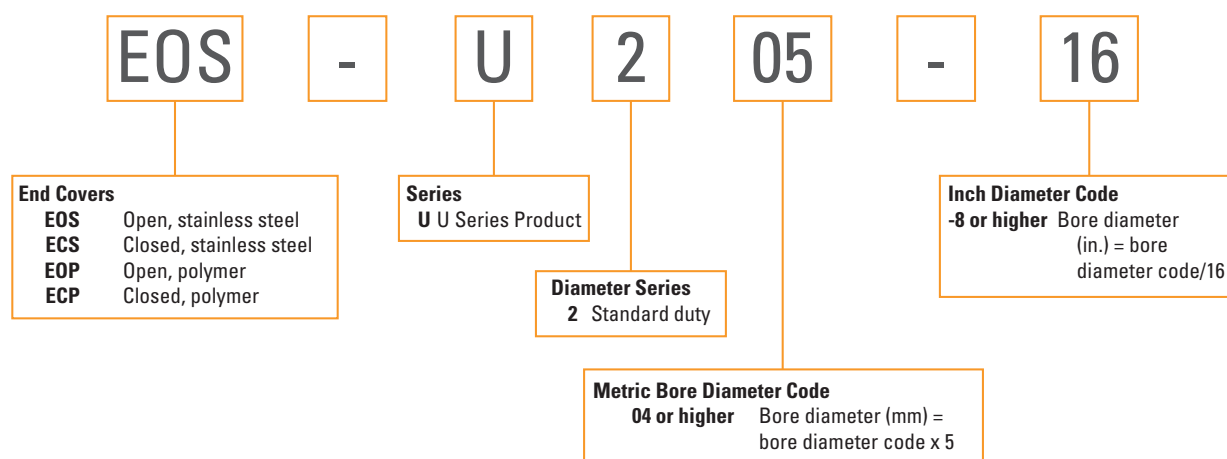 EOS - U 2 05 - 16
End Covers
EOS Open, stainless steel
ECS Closed, stainless steel
EOP Open, polymer
ECP Closed, polymer
Series
U U Series Product
Inch Diameter Code
-8 or higher Bore diameter
(in.) = bore
diameter code/16
Diameter Series
2 Standard duty
Metric Bore Diameter Code
04 or higher Bore diameter (mm) =
bore diameter code x 5